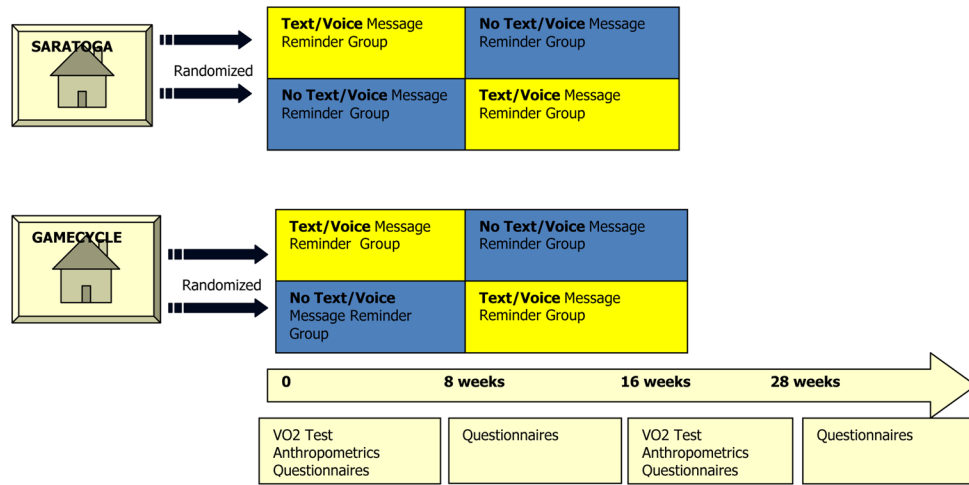 SARATOGA
Randomized
Text/Voice Message
Reminder Group
No Text/Voice Message
Reminder Group
No Text/Voice Message
Reminder Group
Text/Voice Message
Reminder Group
GAMECYCLE
Randomized
Text/Voice Message
Reminder Group
No Text/Voice Message
Reminder Group
No Text/Voice
Message Reminder
Group
Text/Voice Message
Reminder Group
0 8 weeks 16 weeks 28 weeks
VO2 Test
Anthropometrics
Questionnaires
Questionnaires
VO2 Test
Anthropometrics
Questionnaires
Questionnaires